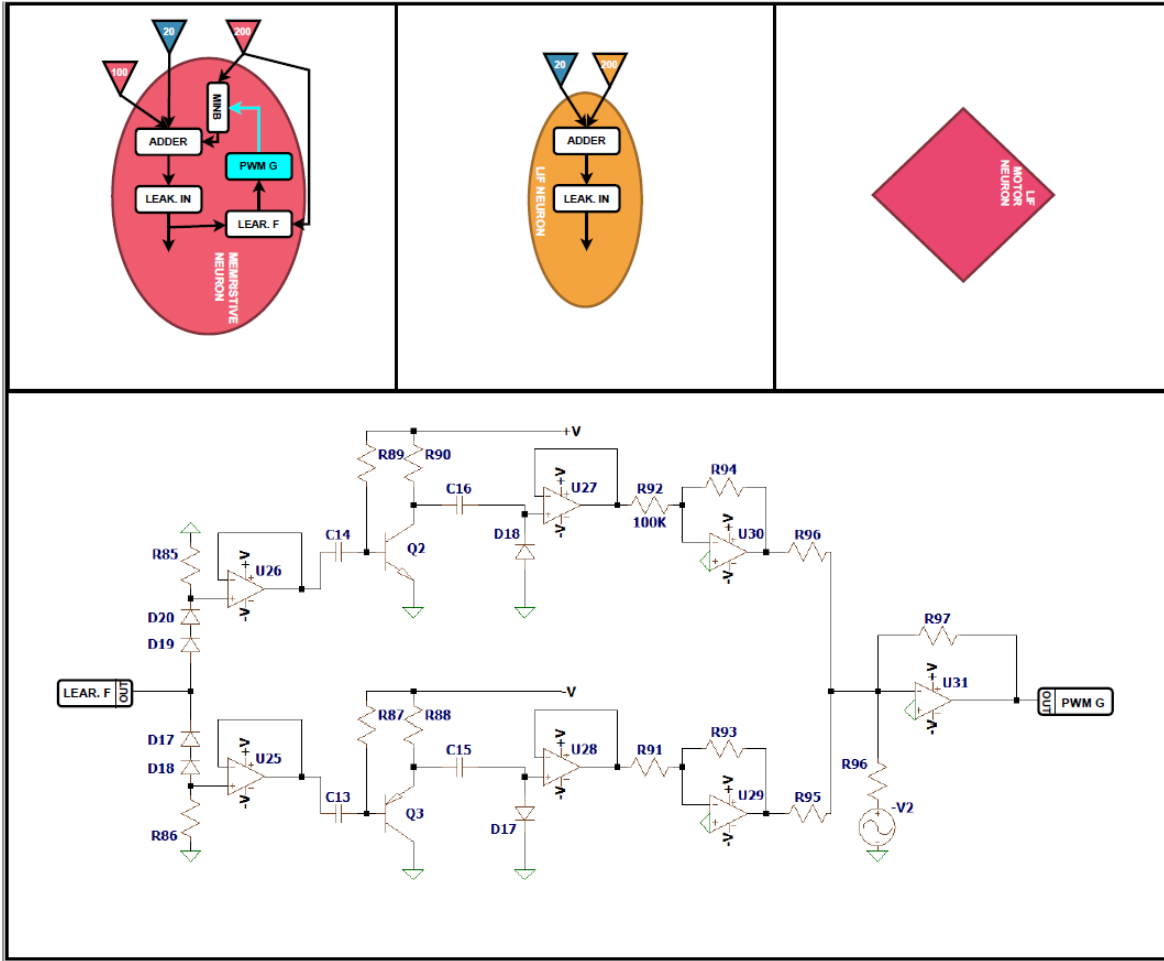 20
200
100
MINB
ADDER
PWM G
LEAK. IN
LEAR. F
MEMRISTIVE
NEURON
20
200
ADDER
LEAK. IN
LIF NEURON
LIF
MOTOR
NEURON
+V
R89
R90
C16
+V
U27
-V
R92
100K
R94
+V
U30
-V
R96
D18
C14
Q2
R85
+V
U26
-V
D20
D19
LEAR. F
OUT
D17
D18
+V
U25
-V
R86
C13
-V
R87
R88
C15
Q3
+V
U28
-V
D17
R91
R93
+V
U29
-V
R95
R97
+V
U31
-V
OUT
PWM G
R96
-V2